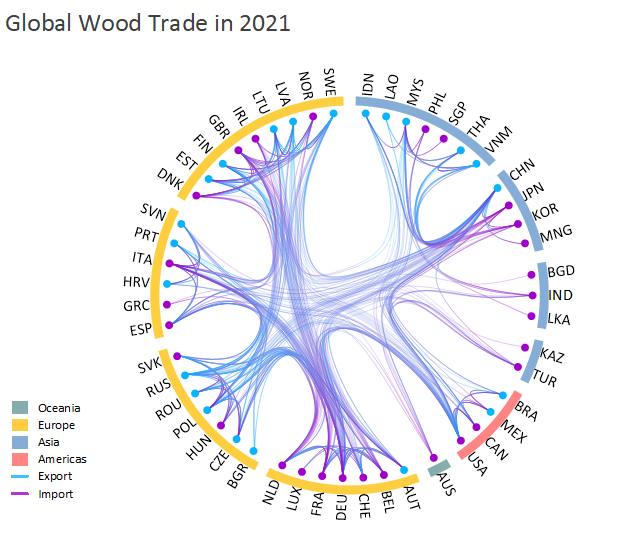 Global Wood Trade in 2021
IDN
LAO
MYS
PHL
SGP
THA
VNM
CHN
JPN
KOR
MNG
BGD
IND
LKA
KAZ
TUR
BRA
MEX
CAN
USA
AUS
AUT
BEL
CHE
DEU
FRA
LUX
NLD
BGR
CZE
HUN
POL
ROU
RUS
SVK
ESP
GRC
HRV
ITA
PRT
SVN
DNK
EST
FIN
GBR
IRL
LTU
LVA
NOR
SWE
Oceania
Europe
Asia
Americas
Export
Import